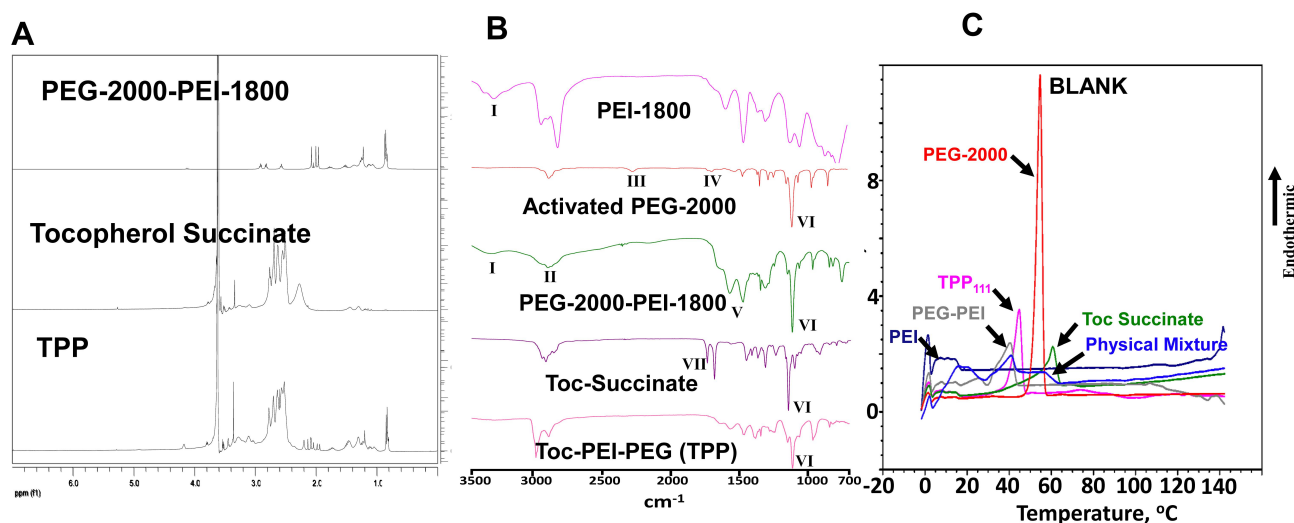 A
PEG-2000-PEI-1800
Tocopherol Succinate
TPP
6.0
5.0
4.0
3.0
2.0
1.0
ppm (f1)
B
I
PEI-1800
III
IV
Activated PEG-2000
VI
I
II
PEG-2000-PEI-1800
V
VI
VII
Toc-Succinate
VI
Toc-PEI-PEG (TPP)
VI
3500
3000
2000
1600
1000
700
cm-1
C
BLANK
PEG-2000
8
TPP111
4
PEG-PEI
Toc Succinate
PEI
Physical Mixture
0
-20
0
20
40
60
80
100
120
140
Temperature, oC
Endothermic